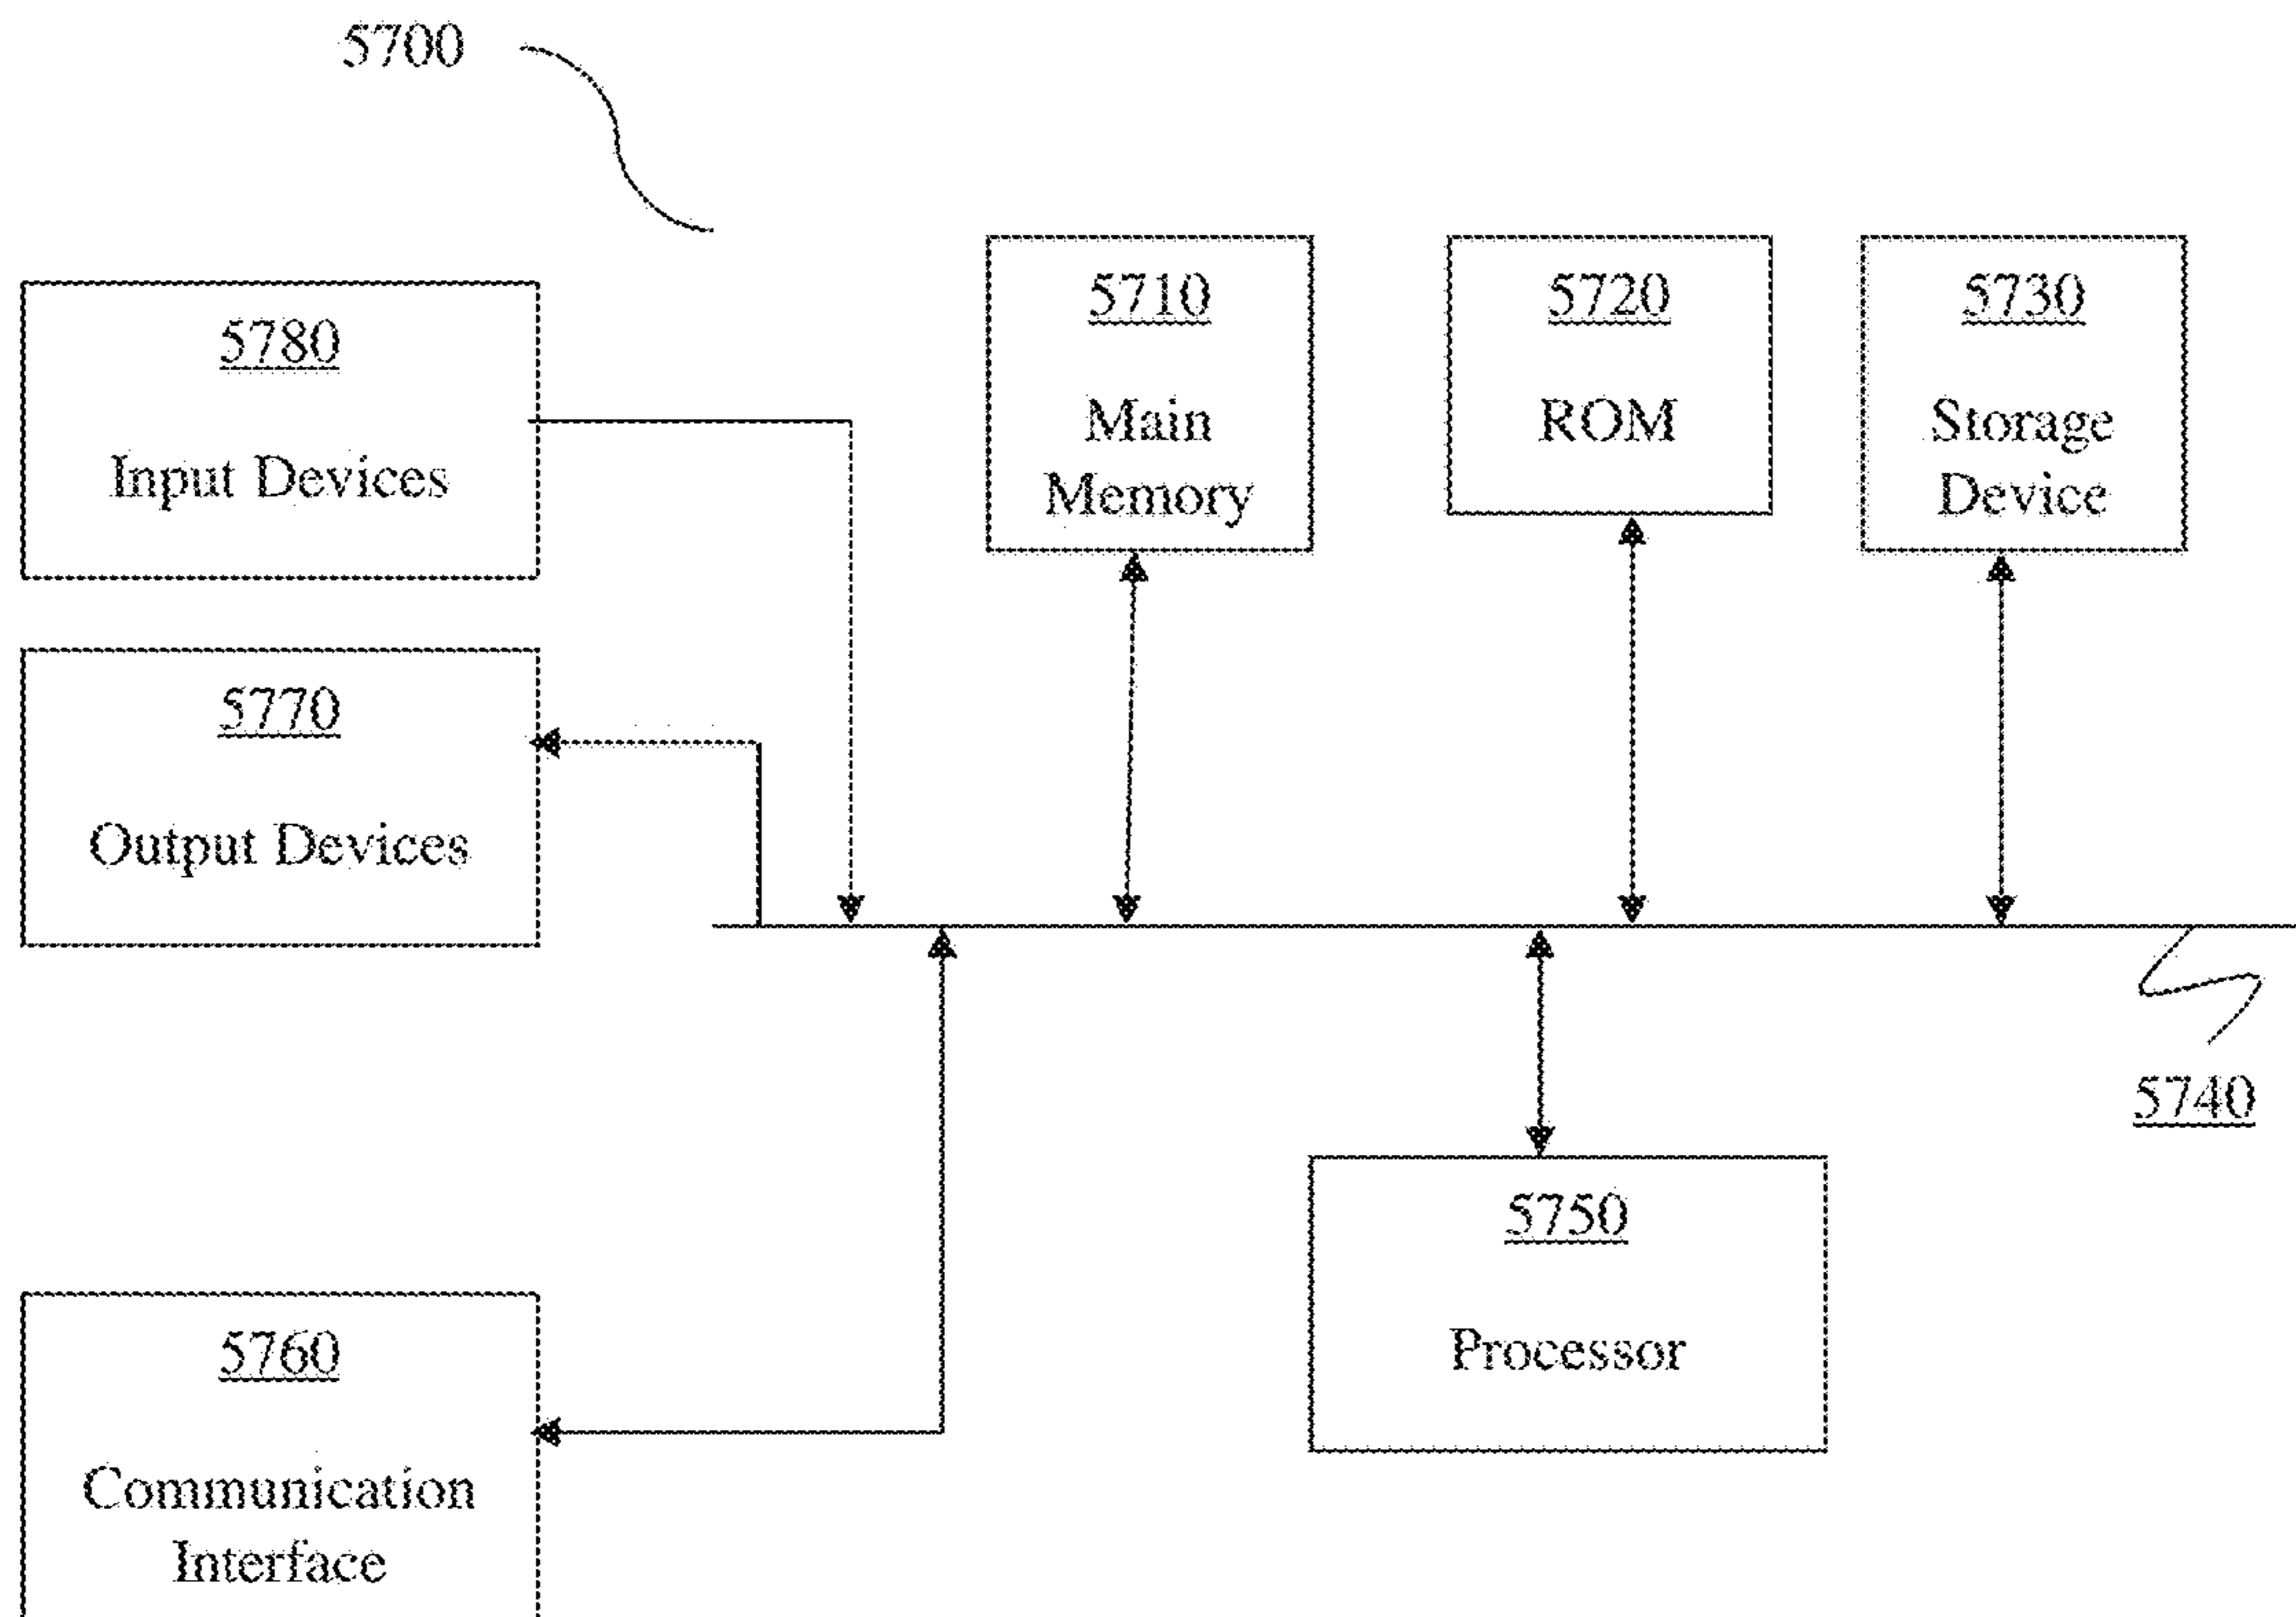 5700
5780
Input Devices
5710
Main
Memory
5720
ROM
5730
Storage
Device
5770
Output Devices
5740
5750
Processor
5760
Communication
Interface